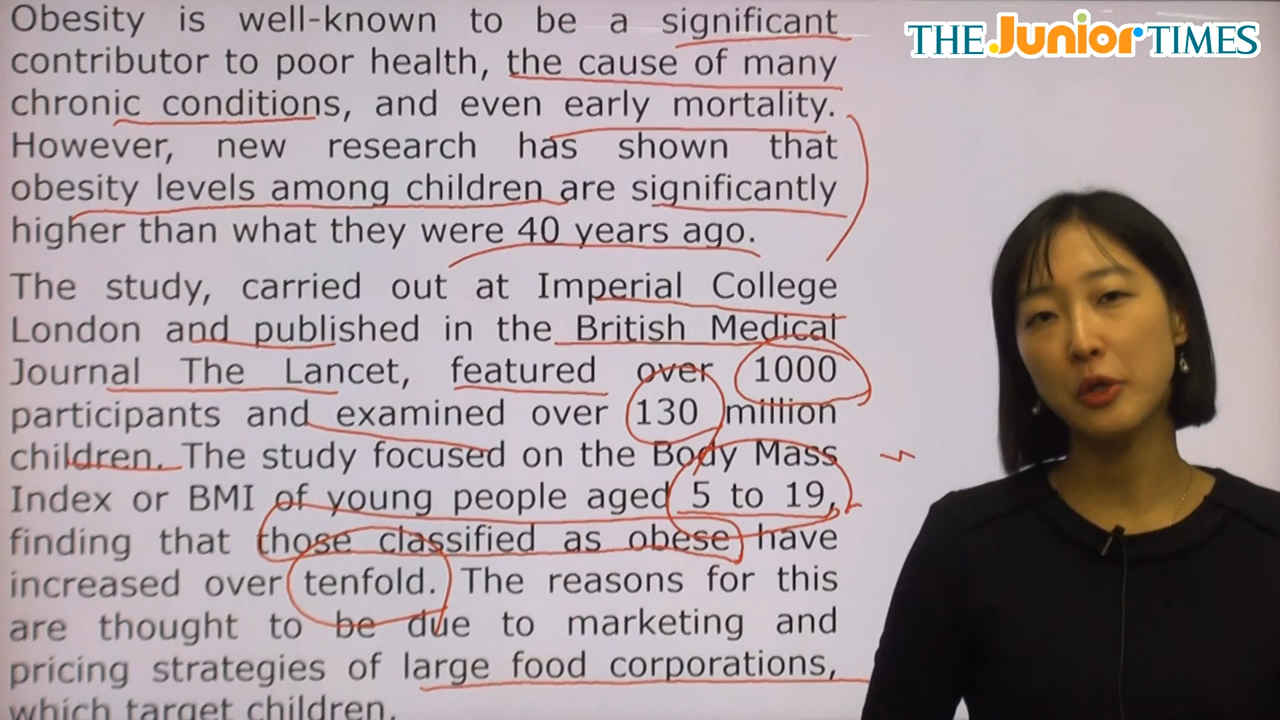 THE Junior TIMES
Obesity is well-known to be a significant
contributor to poor health, the cause of many
chronic conditions, and even early mortality.
However, new research has shown that
obesity levels among children are significantly
higher than what they were 40 years ago.
The study, carried out at Imperial College
London and published in the British Medical
Journal The Lancet, featured over 1000
participants and examined over 130 million
children. The study focused on the Body Mass
Index or BMI of young people aged 5 to 19,
finding that those classified as obese have
increased over tenfold. The reasons for this
are thought to be due to marketing and
pricing strategies of large food corporations,
which target children.